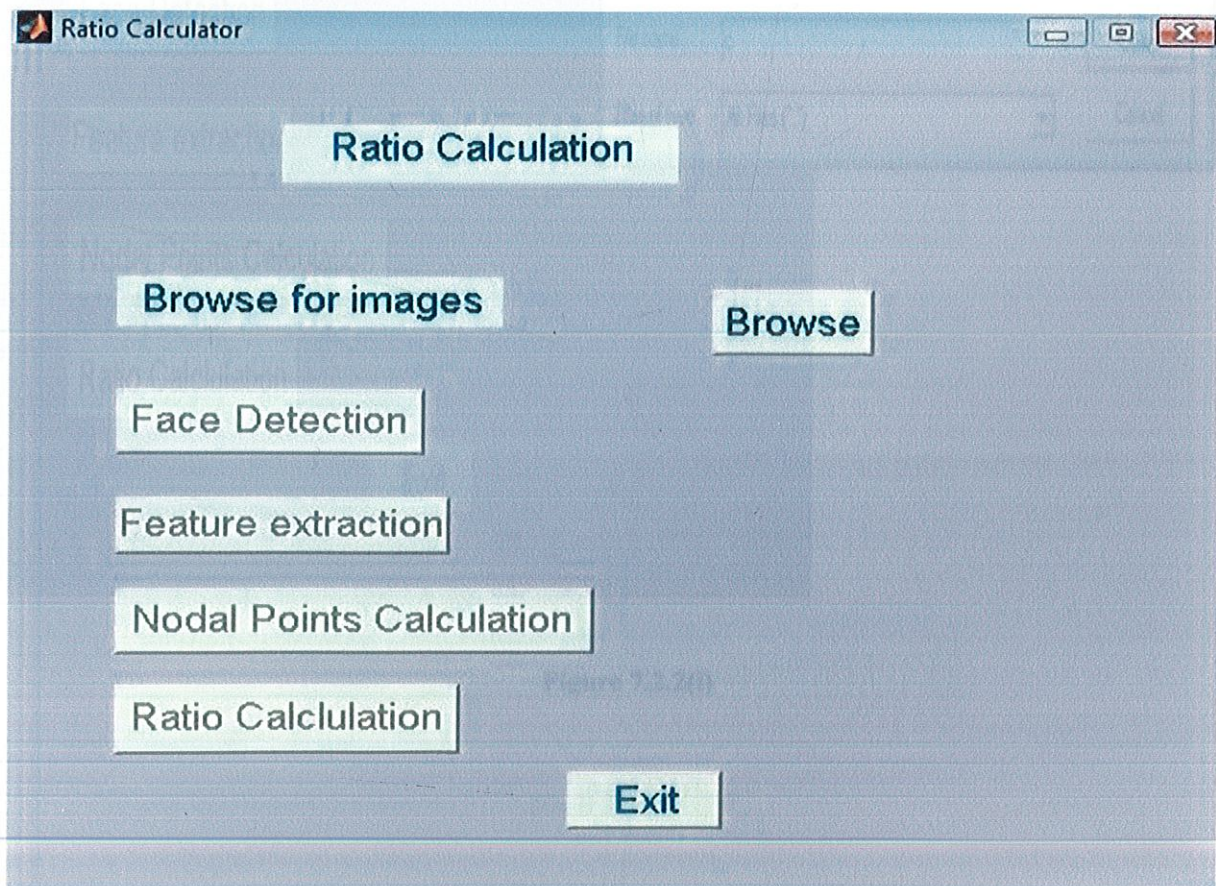 Ratio Calculator
Ratio Calculation
Browse for images
Browse
Face Detection
Feature extraction
Nodal Points Calculation
Ratio Calclulation
Exit